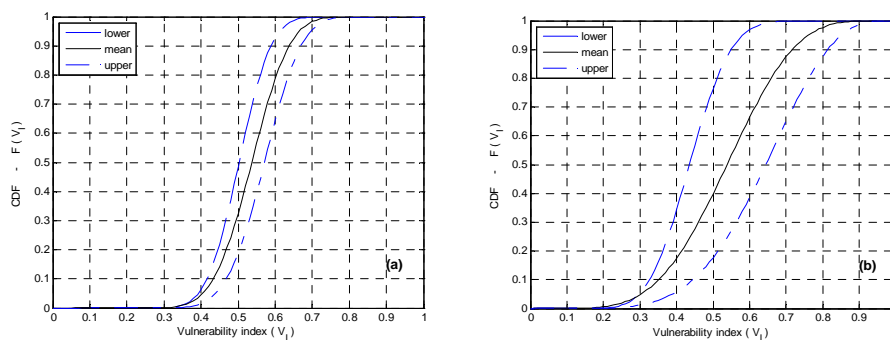 1
0.9
0.8
0.7
0.6
0.5
0.4
0.3
0.2
0.1
0
CDF - F ( V_I )
lower
mean
upper
(a)
0 0.1 0.2 0.3 0.4 0.5 0.6 0.7 0.8 0.9 1
Vulnerability index ( V_I )
1
0.9
0.8
0.7
0.6
0.5
0.4
0.3
0.2
0.1
0
CDF - F ( V_I )
lower
mean
upper
(b)
0 0.1 0.2 0.3 0.4 0.5 0.6 0.7 0.8 0.9
Vulnerability index ( V_I )